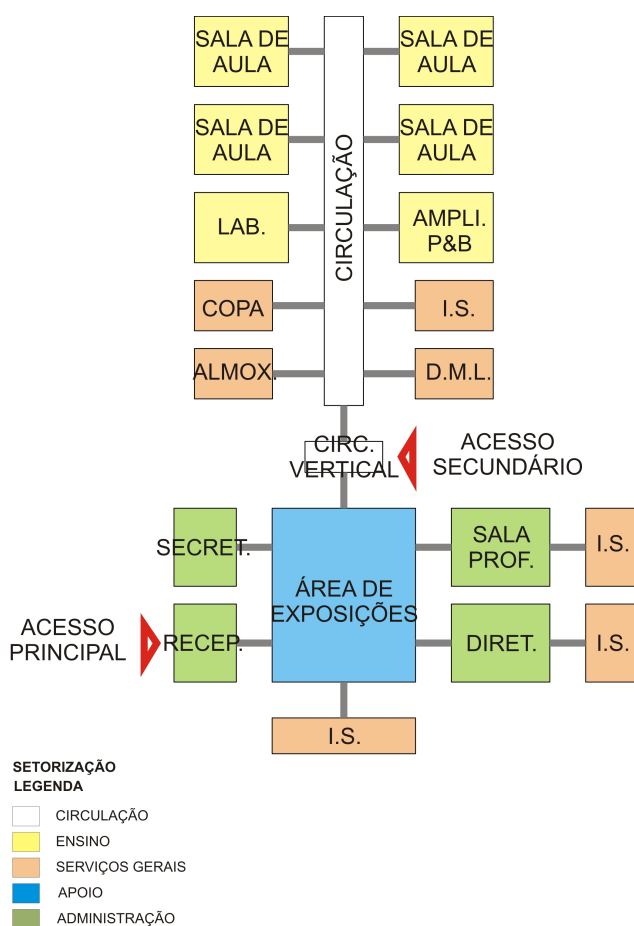 SALA DE
AULA
SALA DE
AULA
SALA DE
AULA
SALA DE
AULA
CIRCULAÇÃO
LAB.
AMPLI.
P&B
COPA
I.S.
ALMOX.
D.M.L.
CIRC.
VERTICAL
ACESSO
SECUNDÁRIO
SECRET.
ÁREA DE
EXPOSIÇÕES
SALA
PROF.
I.S.
ACESSO
PRINCIPAL
RECEP.
DIRET.
I.S.
I.S.
SETORIZAÇÃO
LEGENDA
CIRCULAÇÃO
ENSINO
SERVIÇOS GERAIS
APOIO
ADMINISTRAÇÃO